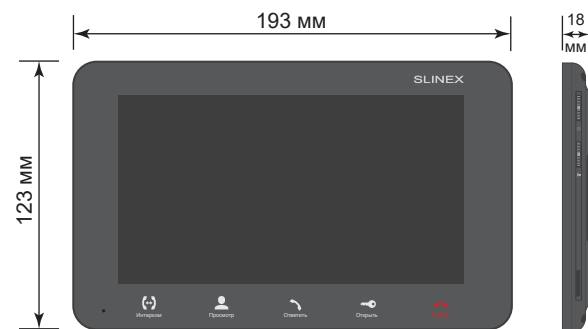 193 мм
18
мм
SLINEX
123 мм
Интерком Просмотр Ответить Открыть